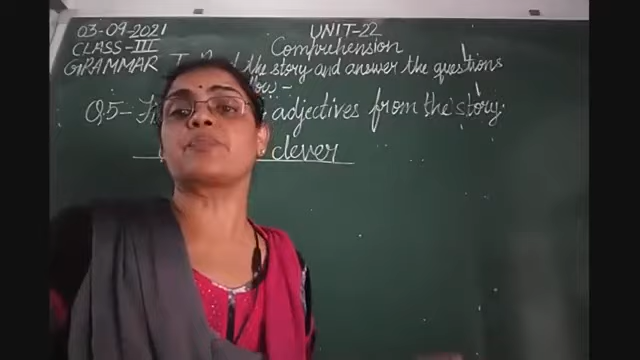 03-09-2021
UNIT-22
CLASS-III
Comprehension
GRAMMAR I. the story and answer the questions
Q.5- adjectives from the story.
clever